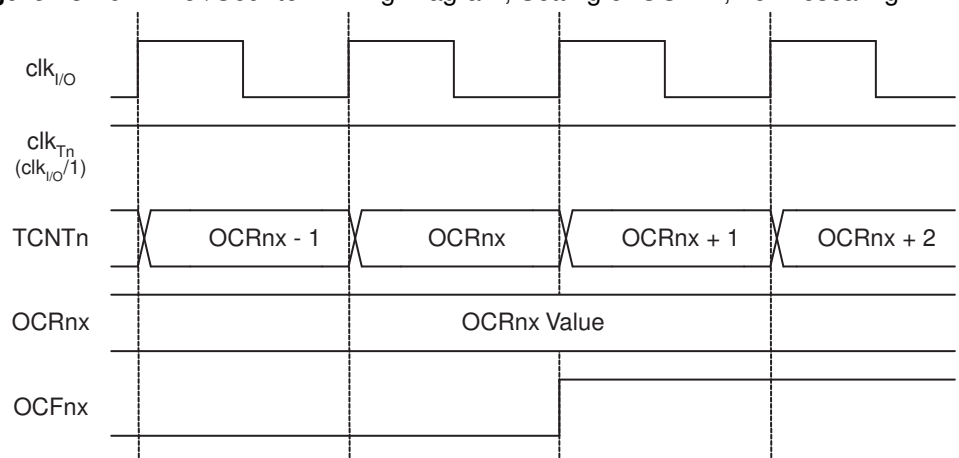 clkI/O
clkTn
(clkI/O/1)
TCNTn OCRnx - 1 OCRnx OCRnx + 1 OCRnx + 2
OCRnx OCRnx Value
OCFnx